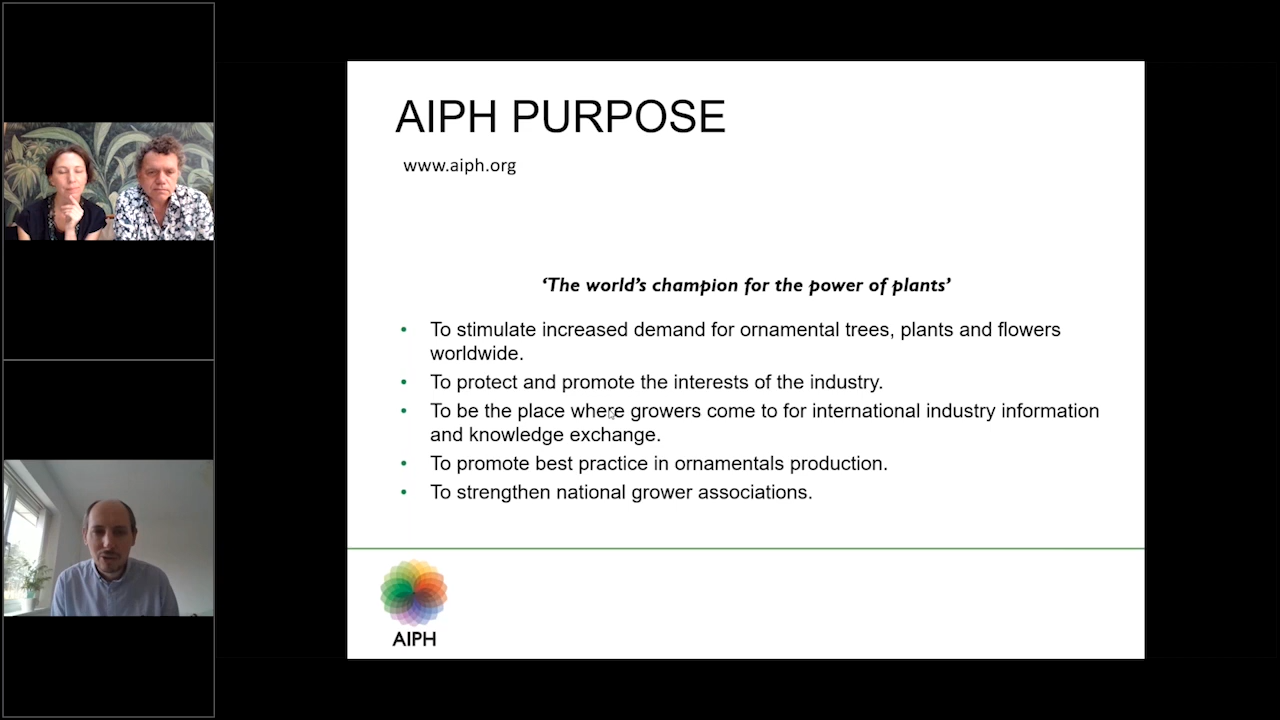 AIPH PURPOSE
www.aiph.org
‘The world’s champion for the power of plants’
• To stimulate increased demand for ornamental trees, plants and flowers
worldwide.
• To protect and promote the interests of the industry.
• To be the place where growers come to for international industry information
and knowledge exchange.
• To promote best practice in ornamentals production.
• To strengthen national grower associations.
AIPH